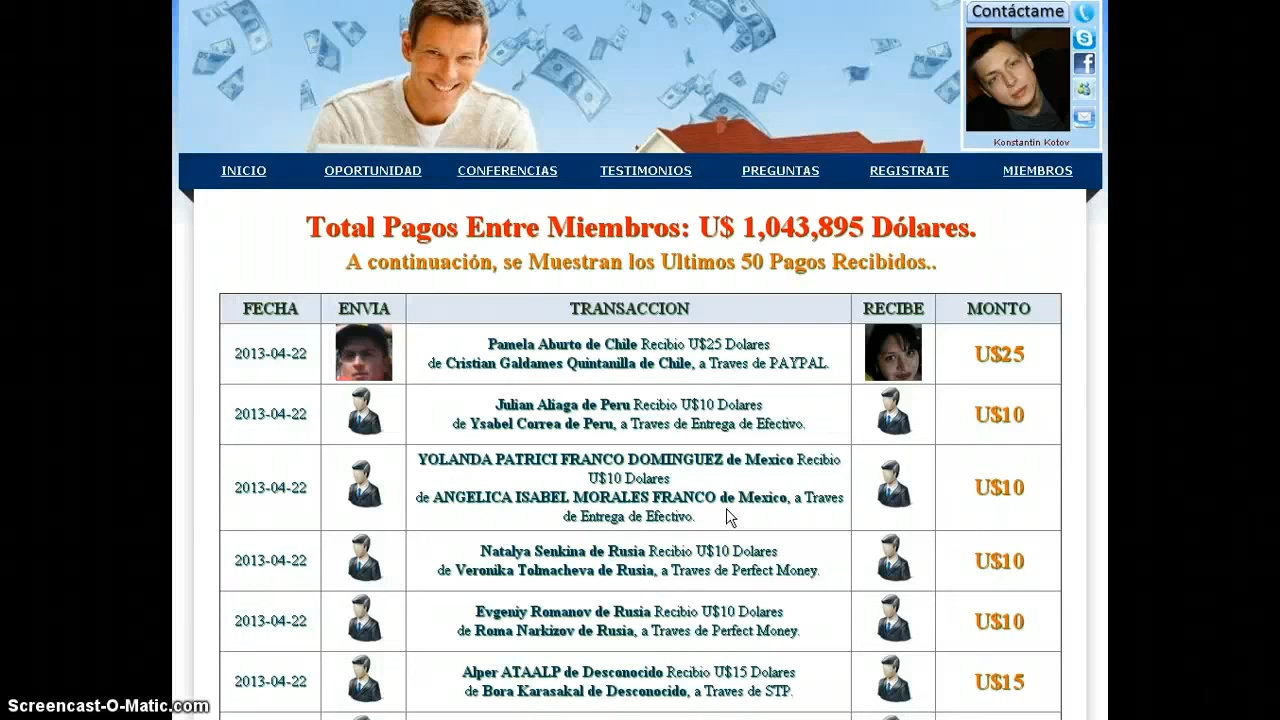 Contáctame
Konstantin Kotov
INICIO OPORTUNIDAD CONFERENCIAS TESTIMONIOS PREGUNTAS REGISTRATE MIEMBROS
Total Pagos Entre Miembros: U$ 1,043,895 Dólares.
A continuación, se Muestran los Ultimos 50 Pagos Recibidos..
FECHA ENVIA TRANSACCION RECIBE MONTO
2013-04-22
Pamela Aburto de Chile Recibio U$25 Dolares
de Cristian Galdames Quintanilla de Chile, a Traves de PAYPAL.
U$25
2013-04-22
Julian Aliaga de Peru Recibio U$10 Dolares
de Ysabel Correa de Peru, a Traves de Entrega de Efectivo.
U$10
2013-04-22
YOLANDA PATRICI FRANCO DOMINGUEZ de Mexico Recibio
U$10 Dolares
de ANGELICA ISABEL MORALES FRANCO de Mexico, a Traves
de Entrega de Efectivo.
U$10
2013-04-22
Natalya Senkina de Rusia Recibio U$10 Dolares
de Veronika Tolmacheva de Rusia, a Traves de Perfect Money.
U$10
2013-04-22
Evgeniy Romanov de Rusia Recibio U$10 Dolares
de Roma Narkizov de Rusia, a Traves de Perfect Money.
U$10
2013-04-22
Alper ATAALP de Desconocido Recibio U$15 Dolares
de Bora Karasakal de Desconocido, a Traves de STP.
U$15
Screencast-O-Matic.com